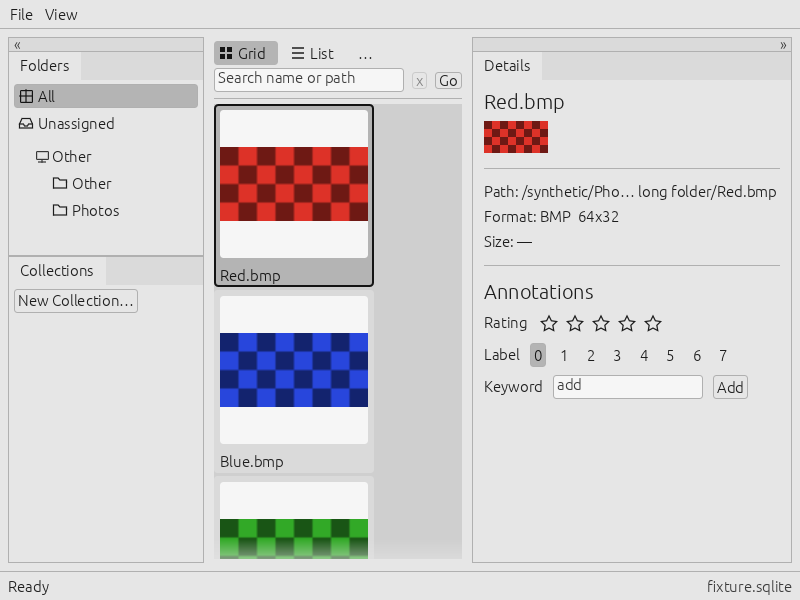 File View
«
Folders
All
Unassigned
Other
Other
Photos
Collections
New Collection...
Grid List ...
Search name or path x Go
Red.bmp
Blue.bmp
»
Details
Red.bmp
Path: /synthetic/Pho... long folder/Red.bmp
Format: BMP 64x32
Size: —
Annotations
Rating
Label 0 1 2 3 4 5 6 7
Keyword add Add
Ready
fixture.sqlite